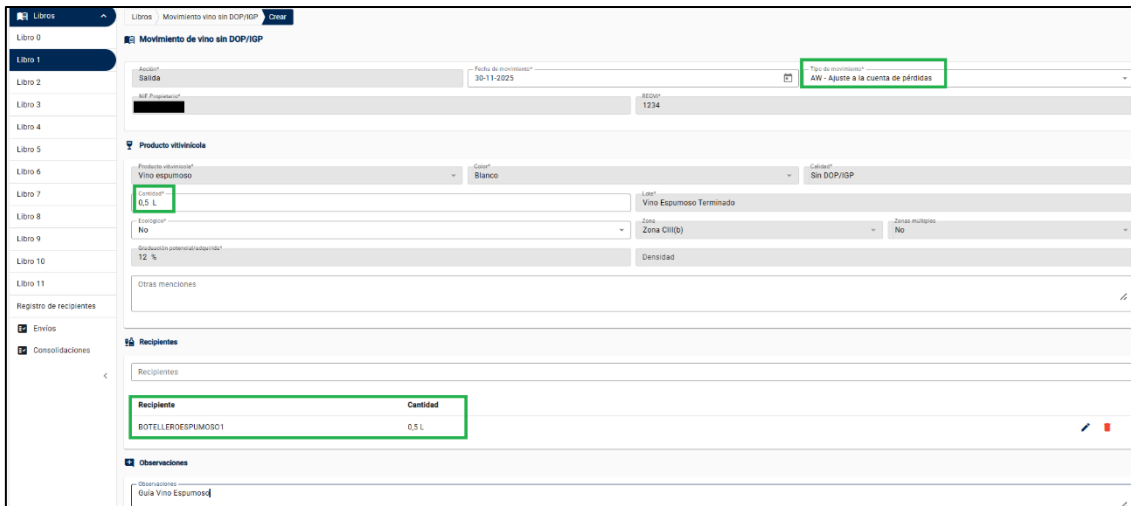 Libros
Libros Movimiento vino sin DOP/IGP Crear
Libro 0
Movimiento de vino sin DOP/IGP
Libro 1
Libro 2
Libro 3
Libro 4
Libro 5
Libro 6
Libro 7
Libro 8
Libro 9
Libro 10
Libro 11
Registro de recipientes
Envíos
Consolidaciones
Acción*
Salida
Fecha de movimiento*
30-11-2025
Tipo de movimiento*
AW - Ajuste a la cuenta de pérdidas
NIF Propietario*
REOVI*
1234
Producto vitivinícola
Producto vitivinícola*
Vino espumoso
Color*
Blanco
Calidad*
Sin DOP/IGP
Cantidad*
0,5 L
Lote*
Vino Espumoso Terminado
Ecológico*
No
Zona
Zona CIII(b)
Zonas múltiples
No
Graduación potencial/adquirida*
12 %
Densidad
Otras menciones
Recipientes
Recipientes
Recipiente Cantidad
BOTELLEROESPUMOSO1 0,5 L
Observaciones
Observaciones
Guía Vino Espumoso